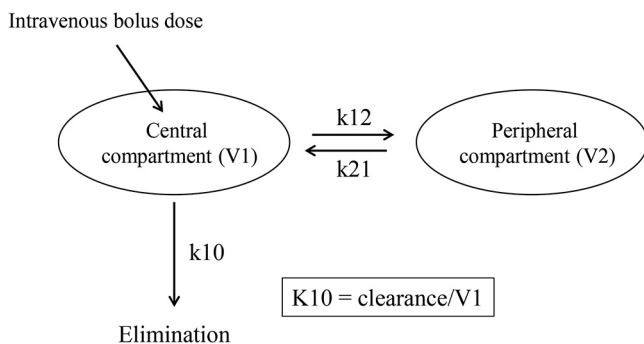 Intravenous bolus dose
Central
compartment (V1)
k12
k21
Peripheral
compartment (V2)
k10
K10 = clearance/V1
Elimination